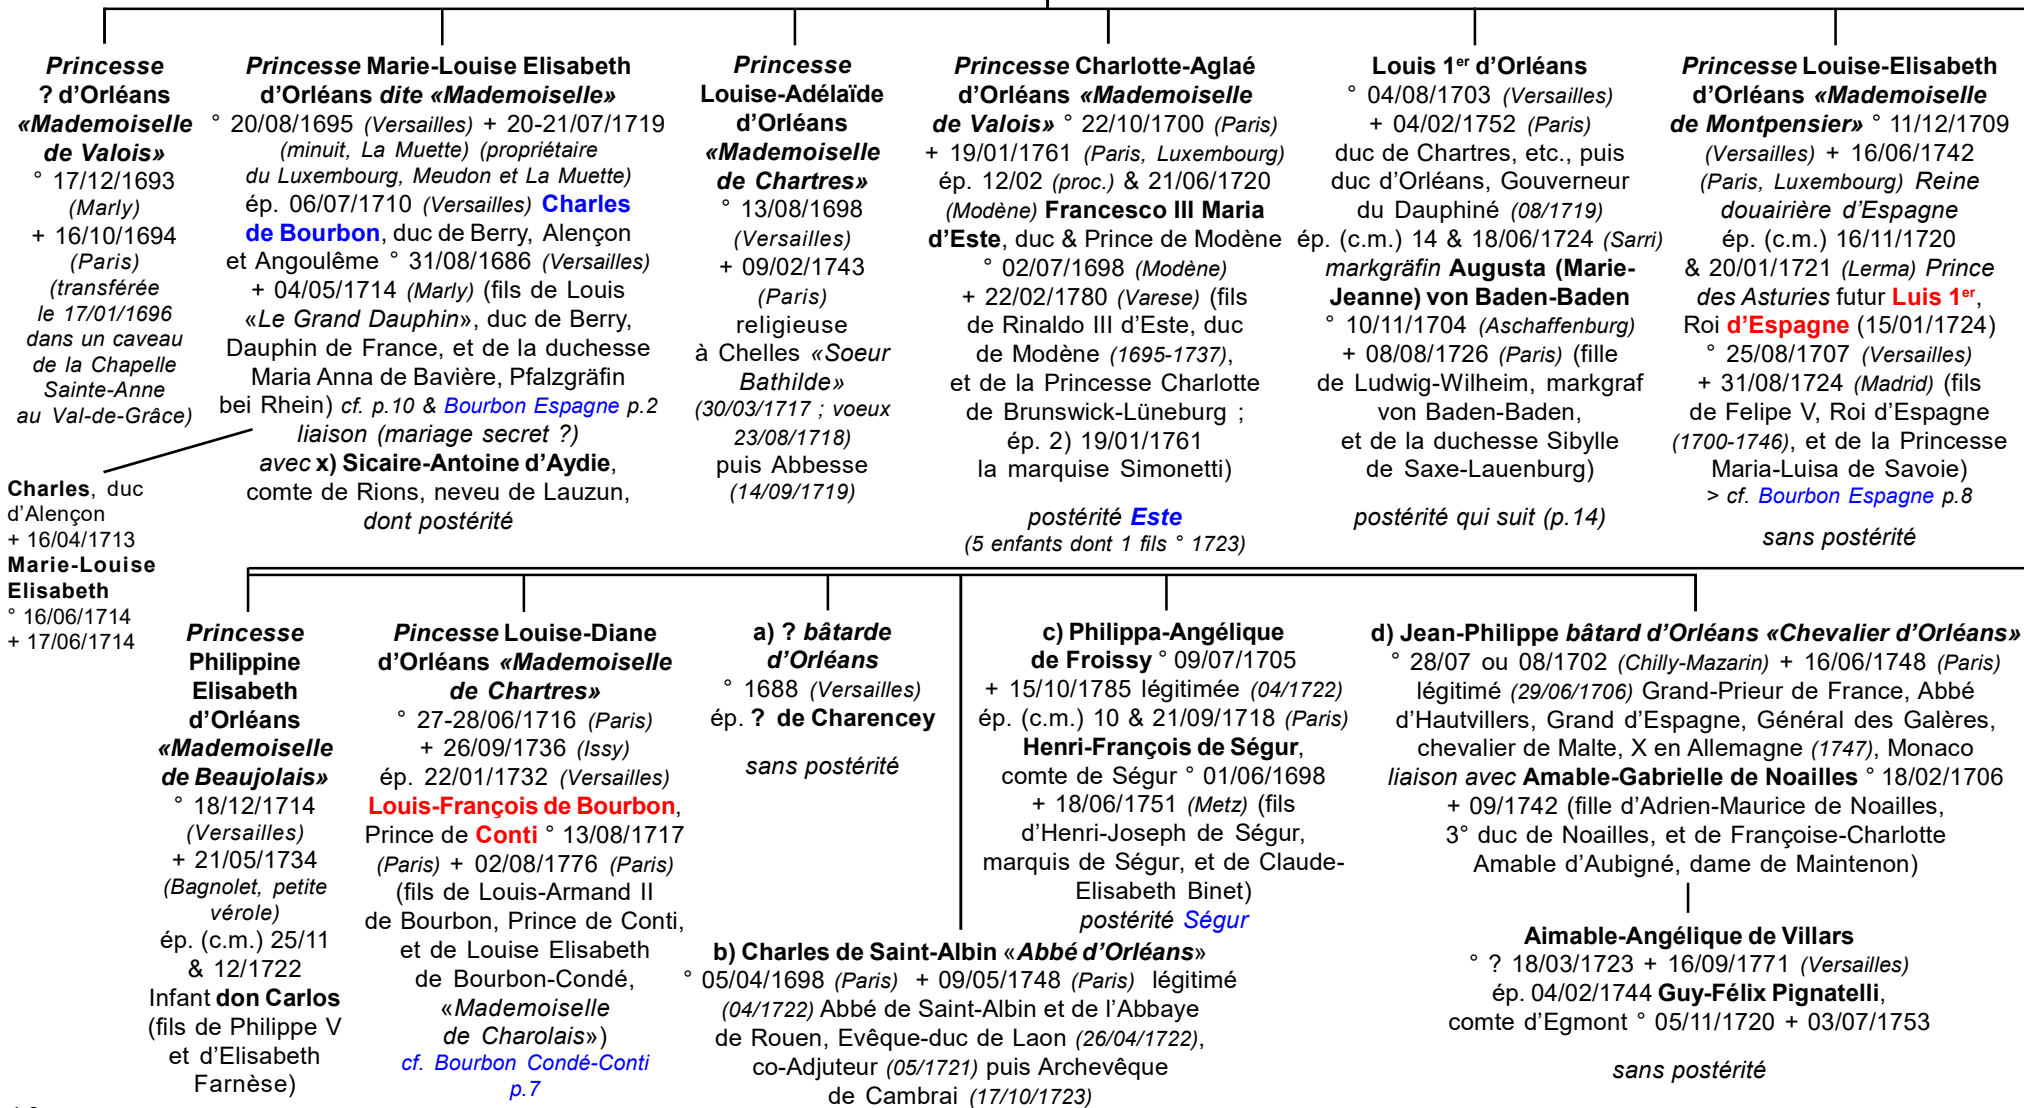 Princesse
? d'Orléans
«Mademoiselle
de Valois»
° 17/12/1693
(Marly)
+ 16/10/1694
(Paris)
(transférée
le 17/01/1696
dans un caveau
de la Chapelle
Sainte-Anne
au Val-de-Grâce)
Princesse Marie-Louise Elisabeth
d'Orléans dite «Mademoiselle»
° 20/08/1695 (Versailles) + 20-21/07/1719
(minuit, La Muette) (propriétaire
du Luxembourg, Meudon et La Muette)
ép. 06/07/1710 (Versailles) Charles
de Bourbon, duc de Berry, Alençon
et Angoulême ° 31/08/1686 (Versailles)
+ 04/05/1714 (Marly) (fils de Louis
«Le Grand Dauphin», duc de Berry,
Dauphin de France, et de la duchesse
Maria Anna de Bavière, Pfalzgräfin
bei Rhein) cf. p.10 & Bourbon Espagne p.2
liaison (mariage secret ?)
avec x) Sicaire-Antoine d'Aydie,
comte de Rions, neveu de Lauzun,
dont postérité
Charles, duc
d'Alençon
+ 16/04/1713
Marie-Louise
Elisabeth
° 16/06/1714
+ 17/06/1714
Princesse
Louise-Adélaïde
d'Orléans
«Mademoiselle
de Chartres»
° 13/08/1698
(Versailles)
+ 09/02/1743
(Paris)
religieuse
à Chelles «Soeur
Bathilde»
(30/03/1717 ; voeux
23/08/1718)
puis Abbesse
(14/09/1719)
Princesse Charlotte-Aglaé
d'Orléans «Mademoiselle
de Valois» ° 22/10/1700 (Paris)
+ 19/01/1761 (Paris, Luxembourg)
ép. 12/02 (proc.) & 21/06/1720
(Modène) Francesco III Maria
d'Este, duc & Prince de Modène
° 02/07/1698 (Modène)
+ 22/02/1780 (Varese) (fils
de Rinaldo III d'Este, duc
de Modène (1695-1737),
et de la Princesse Charlotte
de Brunswick-Lüneburg ;
ép. 2) 19/01/1761
la marquise Simonetti)
postérité Este
(5 enfants dont 1 fils ° 1723)
Louis 1er d'Orléans
° 04/08/1703 (Versailles)
+ 04/02/1752 (Paris)
duc de Chartres, etc., puis
duc d'Orléans, Gouverneur
du Dauphiné (08/1719)
ép. (c.m.) 14 & 18/06/1724 (Sarri)
markgräfin Augusta (Marie-
Jeanne) von Baden-Baden
° 10/11/1704 (Aschaffenburg)
+ 08/08/1726 (Paris) (fille
de Ludwig-Wilheim, markgraf
von Baden-Baden,
et de la duchesse Sibylle
de Saxe-Lauenburg)
postérité qui suit (p.14)
Princesse Louise-Elisabeth
d'Orléans «Mademoiselle
de Montpensier» ° 11/12/1709
(Versailles) + 16/06/1742
(Paris, Luxembourg) Reine
douairière d'Espagne
ép. (c.m.) 16/11/1720
& 20/01/1721 (Lerma) Prince
des Asturies futur Luis 1er,
Roi d'Espagne (15/01/1724)
° 25/08/1707 (Versailles)
+ 31/08/1724 (Madrid) (fils
de Felipe V, Roi d'Espagne
(1700-1746), et de la Princesse
Maria-Luisa de Savoie)
> cf. Bourbon Espagne p.8
sans postérité
Princesse
Philippine
Elisabeth
d'Orléans
«Mademoiselle
de Beaujolais»
° 18/12/1714
(Versailles)
+ 21/05/1734
(Bagnolet, petite
vérole)
ép. (c.m.) 25/11
& 12/1722
Infant don Carlos
(fils de Philippe V
et d'Elisabeth
Farnèse)
Pincesse Louise-Diane
d'Orléans «Mademoiselle
de Chartres»
° 27-28/06/1716 (Paris)
+ 26/09/1736 (Issy)
ép. 22/01/1732 (Versailles)
Louis-François de Bourbon,
Prince de Conti ° 13/08/1717
(Paris) + 02/08/1776 (Paris)
(fils de Louis-Armand II
de Bourbon, Prince de Conti,
et de Louise Elisabeth
de Bourbon-Condé,
«Mademoiselle
de Charolais»)
cf. Bourbon Condé-Conti
p.7
a) ? bâtarde
d'Orléans
° 1688 (Versailles)
ép. ? de Charencey
sans postérité
b) Charles de Saint-Albin «Abbé d'Orléans»
° 05/04/1698 (Paris) + 09/05/1748 (Paris) légitimé
(04/1722) Abbé de Saint-Albin et de l'Abbaye
de Rouen, Evêque-duc de Laon (26/04/1722),
co-Adjuteur (05/1721) puis Archevêque
de Cambrai (17/10/1723)
c) Philippa-Angélique
de Froissy ° 09/07/1705
+ 15/10/1785 légitimée (04/1722)
ép. (c.m.) 10 & 21/09/1718 (Paris)
Henri-François de Ségur,
comte de Ségur ° 01/06/1698
+ 18/06/1751 (Metz) (fils
d'Henri-Joseph de Ségur,
marquis de Ségur, et de Claude-
Elisabeth Binet)
postérité Ségur
d) Jean-Philippe bâtard d'Orléans «Chevalier d'Orléans»
° 28/07 ou 08/1702 (Chilly-Mazarin) + 16/06/1748 (Paris)
légitimé (29/06/1706) Grand-Prieur de France, Abbé
d'Hautvillers, Grand d'Espagne, Général des Galères,
chevalier de Malte, X en Allemagne (1747), Monaco
liaison avec Amable-Gabrielle de Noailles ° 18/02/1706
+ 09/1742 (fille d'Adrien-Maurice de Noailles,
3° duc de Noailles, et de Françoise-Charlotte
Amable d'Aubigné, dame de Maintenon)
Aimable-Angélique de Villars
° ? 18/03/1723 + 16/09/1771 (Versailles)
ép. 04/02/1744 Guy-Félix Pignatelli,
comte d'Egmont ° 05/11/1720 + 03/07/1753
sans postérité